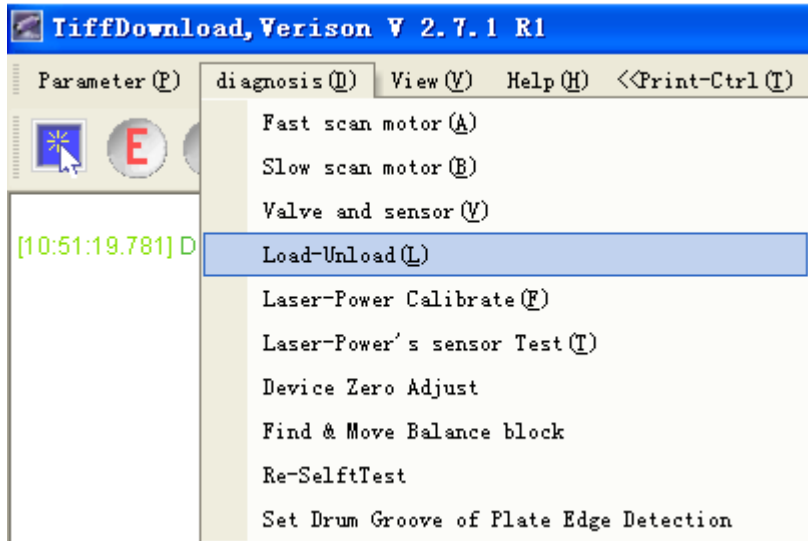 TiffDownload, Verison V 2.7.1 R1
Parameter(P) diagnosis(D) View(V) Help(H) <<Print-Ctrl(T)
E
Fast scan motor(A)
Slow scan motor(B)
Valve and sensor(V)
[10:51:19.781] D
Load-Unload(L)
Laser-Power Calibrate(F)
Laser-Power's sensor Test(T)
Device Zero Adjust
Find & Move Balance block
Re-SelftTest
Set Drum Groove of Plate Edge Detection